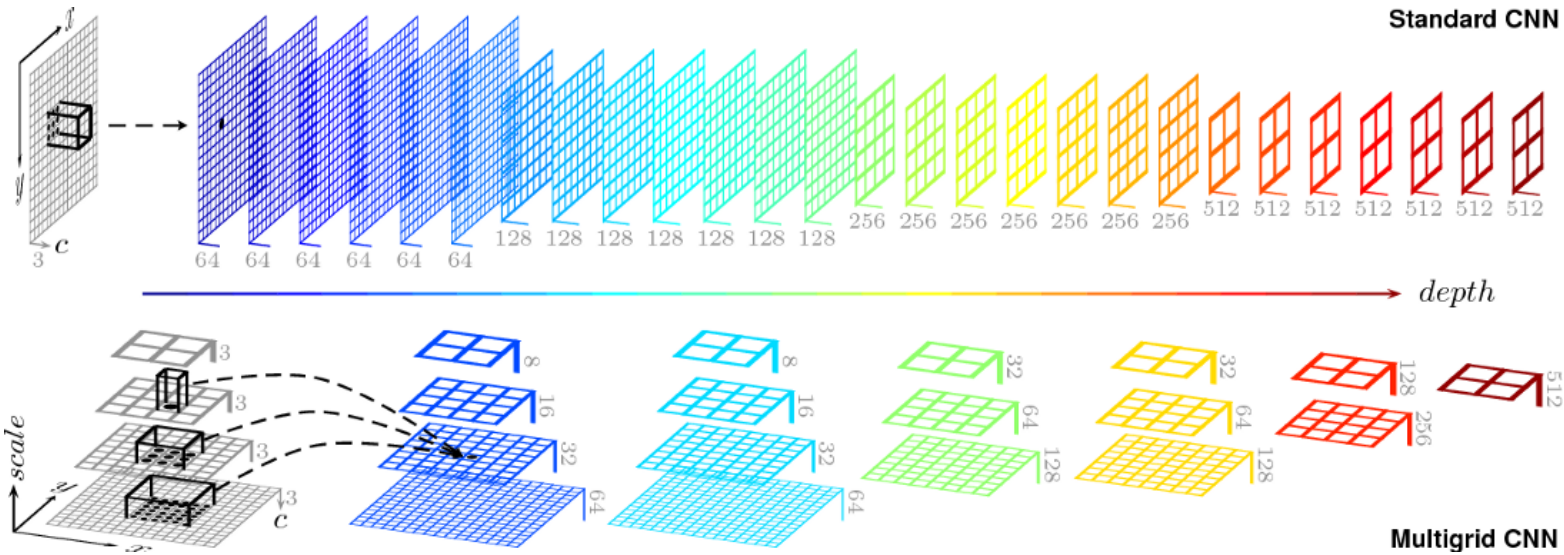 Standard CNN
x
y
3 c
64 64 64 64 64 64 128 128 128 128 128 128 128 256 256 256 256 256 256 256 512 512 512 512 512 512 512
depth
3 8 8 32 32 128 512
3 16 16 64 64 256
3 32 32 128 128
3 64 64
scale
y
x
c
Multigrid CNN